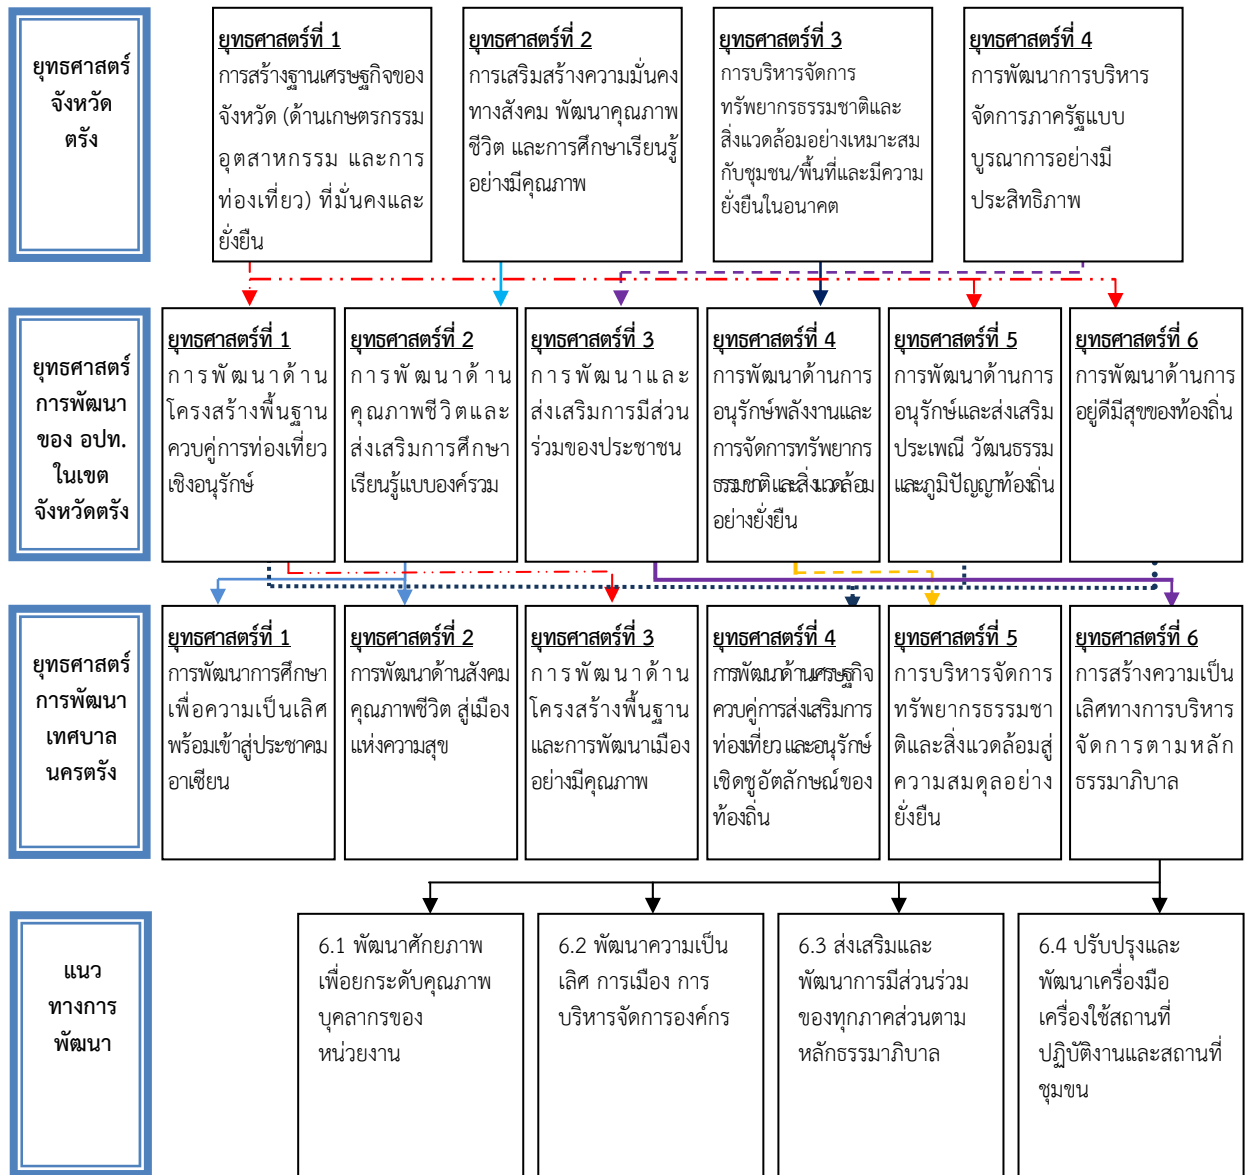 ยุทธศาสตร์
จังหวัด
ตรัง
ยุทธศาสตร์ที่ 1
การสร้างฐานเศรษฐกิจของ
จังหวัด (ด้านเกษตรกรรม
อุตสาหกรรม และการ
ท่องเที่ยว) ที่มั่นคงและ
ยั่งยืน
ยุทธศาสตร์ที่ 2
การเสริมสร้างความมั่นคง
ทางสังคม พัฒนาคุณภาพ
ชีวิต และการศึกษาเรียนรู้
อย่างมีคุณภาพ
ยุทธศาสตร์ที่ 3
การบริหารจัดการ
ทรัพยากรธรรมชาติและ
สิ่งแวดล้อมอย่างเหมาะสม
กับชุมชน/พื้นที่และมีความ
ยั่งยืนในอนาคต
ยุทธศาสตร์ที่ 4
การพัฒนาการบริหาร
จัดการภาครัฐแบบ
บูรณาการอย่างมี
ประสิทธิภาพ
ยุทธศาสตร์
การพัฒนา
ของ อปท.
ในเขต
จังหวัดตรัง
ยุทธศาสตร์ที่ 1
การพัฒนาด้าน
โครงสร้างพื้นฐาน
ควบคู่การท่องเที่ยว
เชิงอนุรักษ์
ยุทธศาสตร์ที่ 2
การพัฒนาด้าน
คุณภาพชีวิตและ
ส่งเสริมการศึกษา
เรียนรู้แบบองค์รวม
ยุทธศาสตร์ที่ 3
การพัฒนาและ
ส่งเสริมการมีส่วน
ร่วมของประชาชน
ยุทธศาสตร์ที่ 4
การพัฒนาด้านการ
อนุรักษ์พลังงานและ
การจัดการทรัพยากร
ธรรมชาติและสิ่งแวดล้อม
อย่างยั่งยืน
ยุทธศาสตร์ที่ 5
การพัฒนาด้านการ
อนุรักษ์และส่งเสริม
ประเพณี วัฒนธรรม
และภูมิปัญญาท้องถิ่น
ยุทธศาสตร์ที่ 6
การพัฒนาด้านการ
อยู่ดีมีสุขของท้องถิ่น
ยุทธศาสตร์
การพัฒนา
เทศบาล
นครตรัง
ยุทธศาสตร์ที่ 1
การพัฒนาการศึกษา
เพื่อความเป็นเลิศ
พร้อมเข้าสู่ประชาคม
อาเซียน
ยุทธศาสตร์ที่ 2
การพัฒนาด้านสังคม
คุณภาพชีวิต สู่เมือง
แห่งความสุข
ยุทธศาสตร์ที่ 3
การพัฒนาด้าน
โครงสร้างพื้นฐาน
และการพัฒนาเมือง
อย่างมีคุณภาพ
ยุทธศาสตร์ที่ 4
การพัฒนาด้านเศรษฐกิจ
ควบคู่การส่งเสริมการ
ท่องเที่ยว และอนุรักษ์
เชิดชูอัตลักษณ์ของ
ท้องถิ่น
ยุทธศาสตร์ที่ 5
การบริหารจัดการ
ทรัพยากรธรรมชา
ติและสิ่งแวดล้อมสู่
ความสมดุลอย่าง
ยั่งยืน
ยุทธศาสตร์ที่ 6
การสร้างความเป็น
เลิศทางการบริหาร
จัดการตามหลัก
ธรรมาภิบาล
แนว
ทางการ
พัฒนา
6.1 พัฒนาศักยภาพ
เพื่อยกระดับคุณภาพ
บุคลากรของ
หน่วยงาน
6.2 พัฒนาความเป็น
เลิศ การเมือง การ
บริหารจัดการองค์กร
6.3 ส่งเสริมและ
พัฒนาการมีส่วนร่วม
ของทุกภาคส่วนตาม
หลักธรรมาภิบาล
6.4 ปรับปรุงและ
พัฒนาเครื่องมือ
เครื่องใช้สถานที่
ปฏิบัติงานและสถานที่
ชุมขน